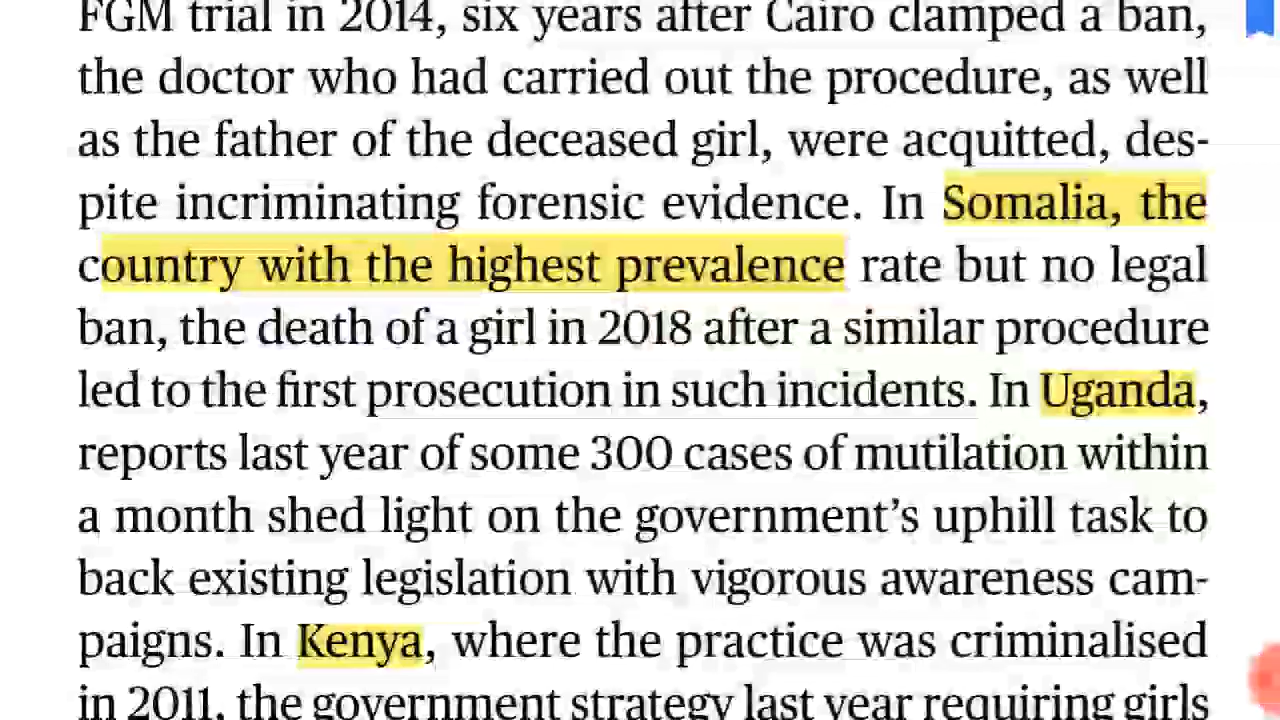 FGM trial in 2014, six years after Cairo clamped a ban,
the doctor who had carried out the procedure, as well
as the father of the deceased girl, were acquitted, des-
pite incriminating forensic evidence. In Somalia, the
country with the highest prevalence rate but no legal
ban, the death of a girl in 2018 after a similar procedure
led to the first prosecution in such incidents. In Uganda,
reports last year of some 300 cases of mutilation within
a month shed light on the government’s uphill task to
back existing legislation with vigorous awareness cam-
paigns. In Kenya, where the practice was criminalised
in 2011, the government strategy last year requiring girls